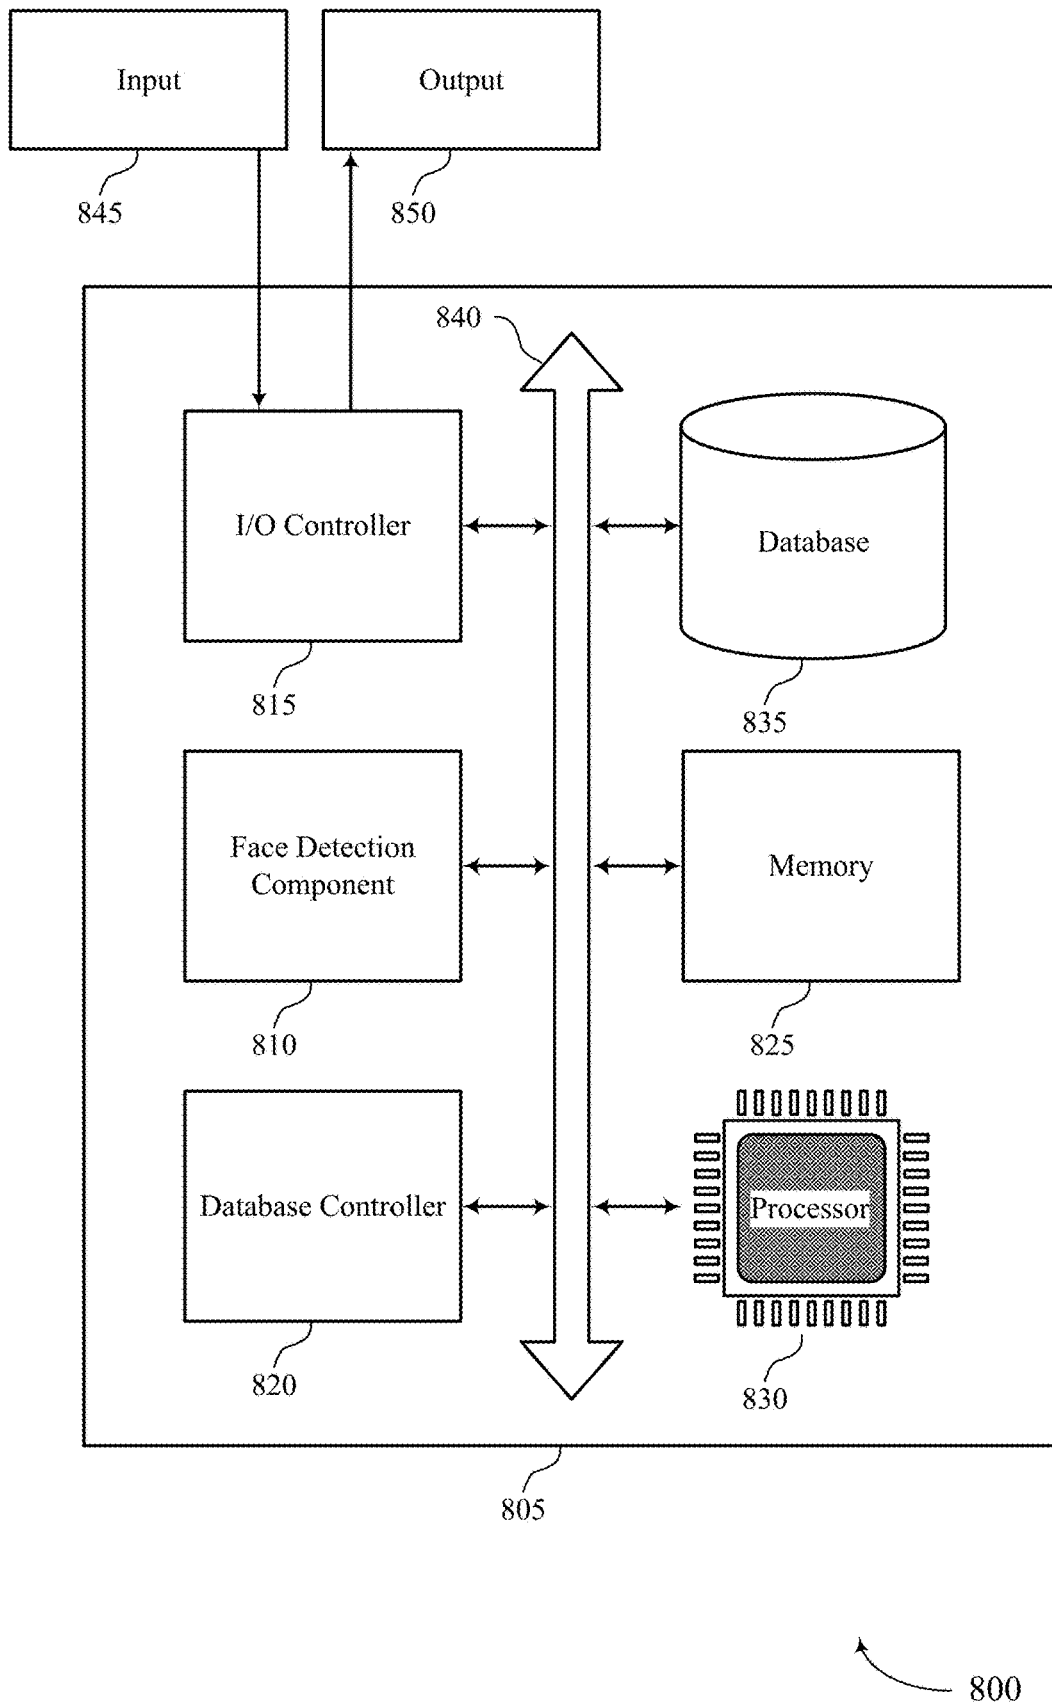 Input
Output
845
850
840
I/O Controller
Database
815
835
Face Detection
Component
Memory
810
825
Database Controller
Processor
820
830
805
800